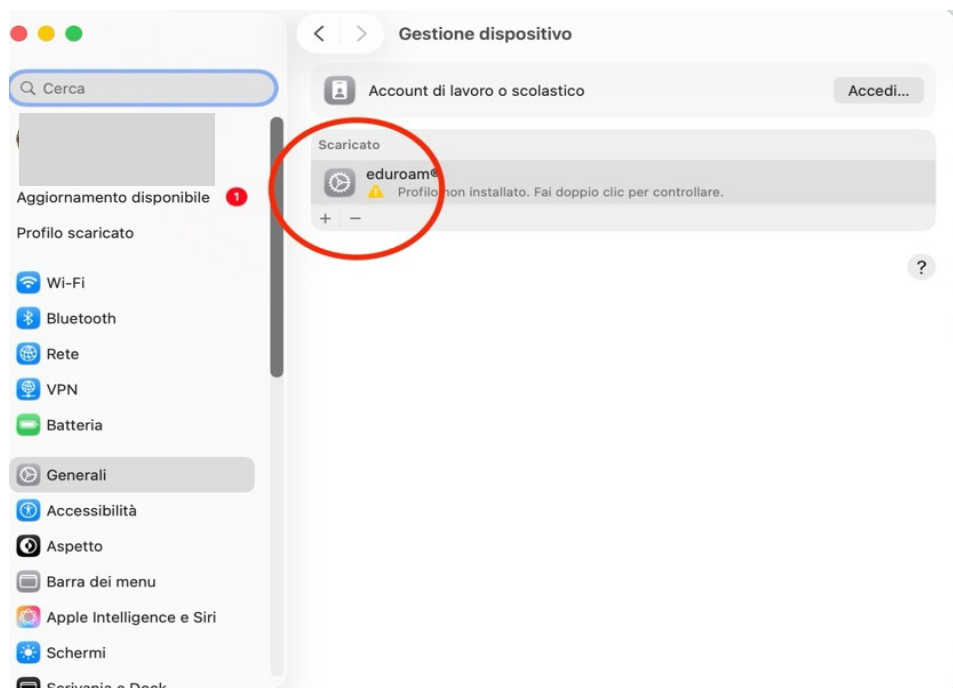 Gestione dispositivo
Cerca
Account di lavoro o scolastico
Accedi...
Scaricato
eduroam®
Profilo non installato. Fai doppio clic per controllare.
+ −
?
Aggiornamento disponibile 1
Profilo scaricato
Wi-Fi
Bluetooth
Rete
VPN
Batteria
Generali
Accessibilità
Aspetto
Barra dei menu
Apple Intelligence e Siri
Schermi
Scrivania e Dock